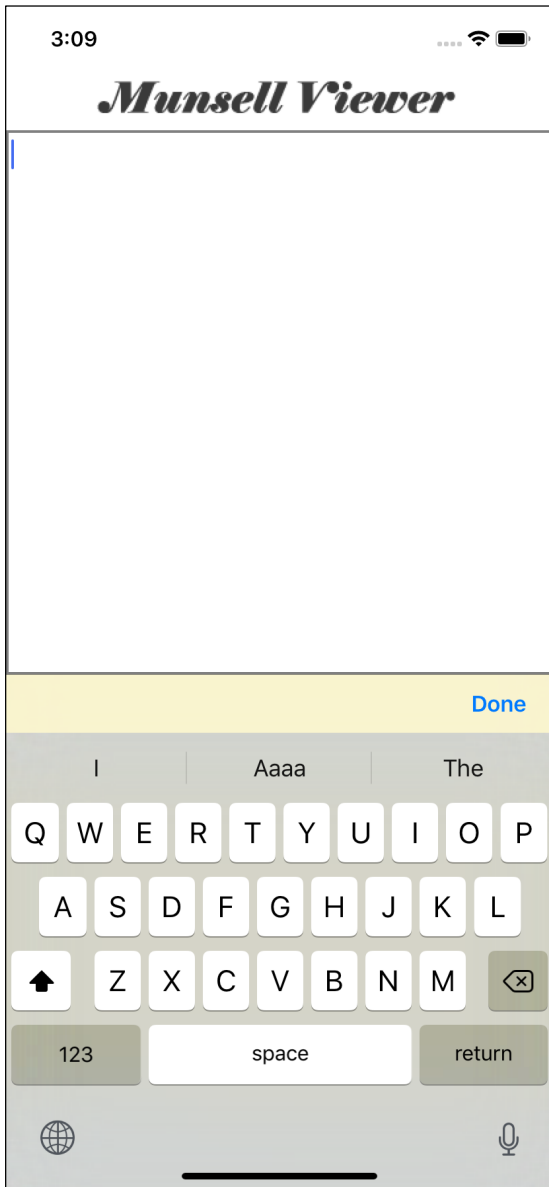 3:09
Munsell Viewer
Done
I Aaaa The
Q W E R T Y U I O P
A S D F G H J K L
Z X C V B N M
123 space return